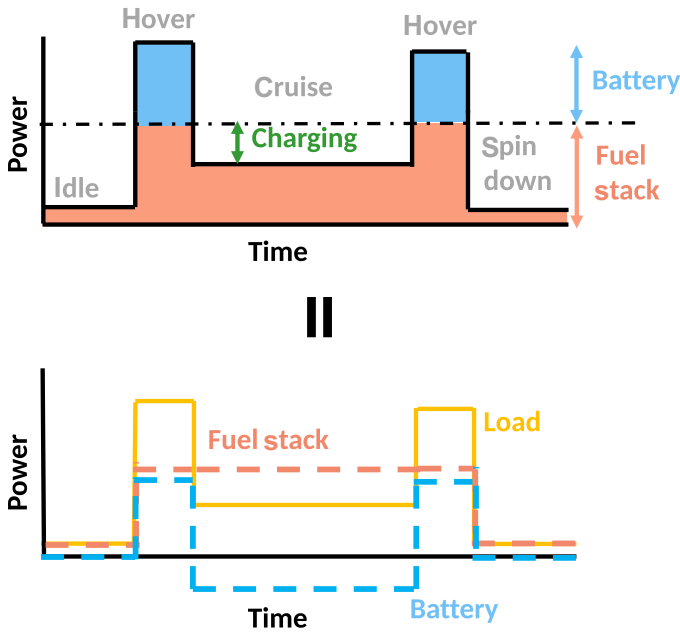 Hover
Hover
Cruise
Battery
Charging
Power
Spin
down
Fuel
stack
Idle
Time
Load
Fuel stack
Power
Battery
Time